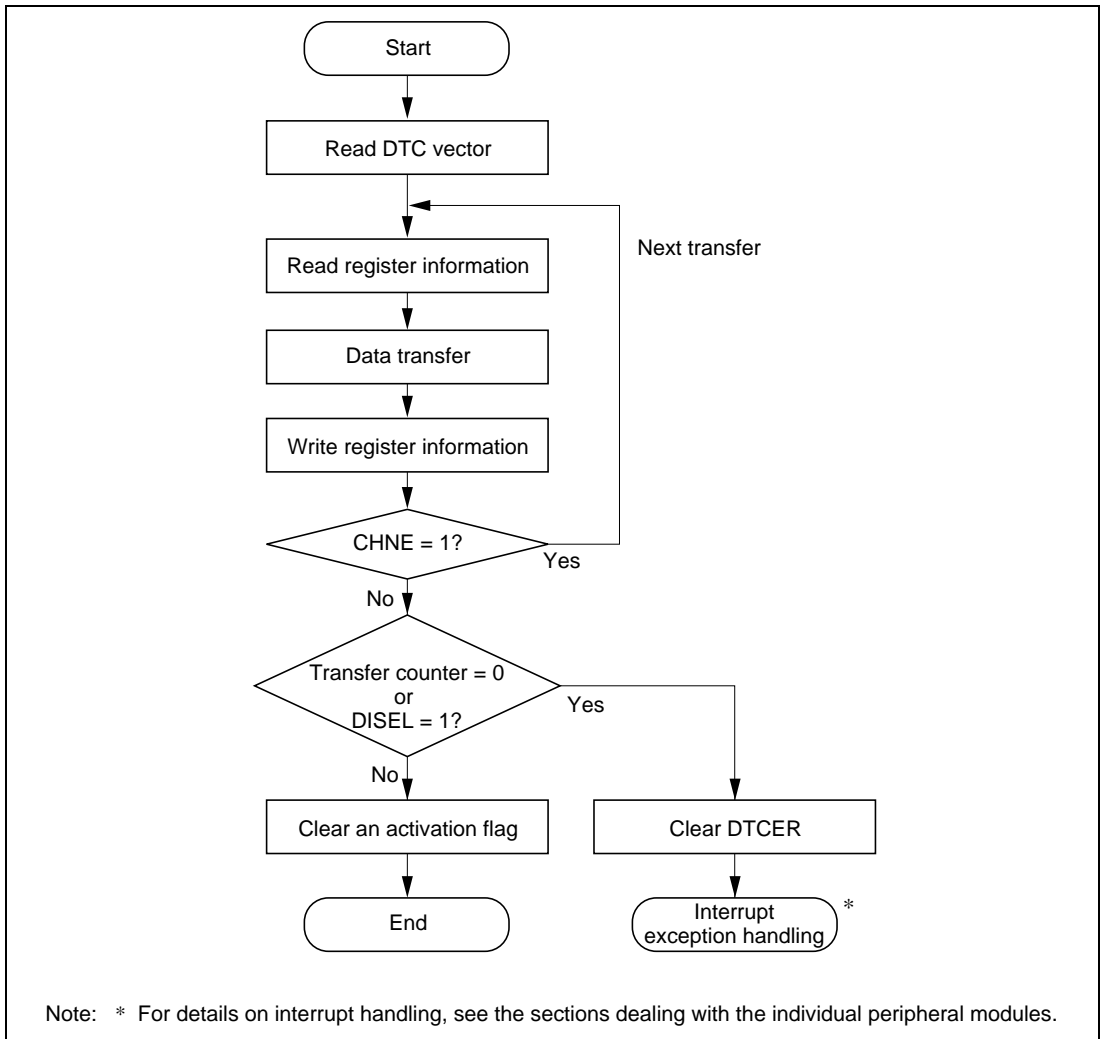 Start
Read DTC vector
Next transfer
Read register information
Data transfer
Write register information
CHNE = 1?
Yes
No
Transfer counter = 0
or
DISEL = 1?
Yes
No
Clear an activation flag
Clear DTCER
End
Interrupt
exception handling
*
Note: * For details on interrupt handling, see the sections dealing with the individual peripheral modules.